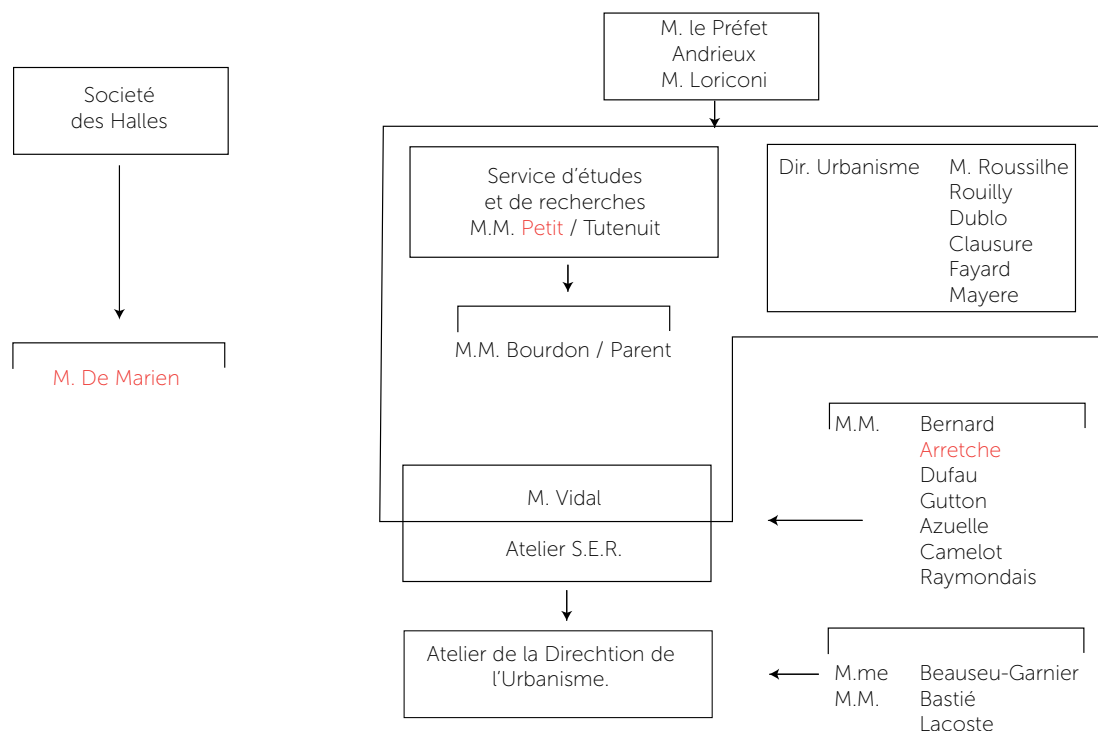 M. le Préfet
Andrieux
M. Loriconi
Societé
des Halles
M. De Marien
Service d'études
et de recherches
M.M. Petit / Tutenuit
Dir. Urbanisme M. Roussilhe
Rouilly
Dublo
Clausure
Fayard
Mayere
M.M. Bourdon / Parent
M. Vidal
Atelier S.E.R.
M.M. Bernard
Arretche
Dufau
Gutton
Azuelle
Camelot
Raymondais
Atelier de la Direchtion de
l'Urbanisme.
M.me Beauseu-Garnier
M.M. Bastié
Lacoste